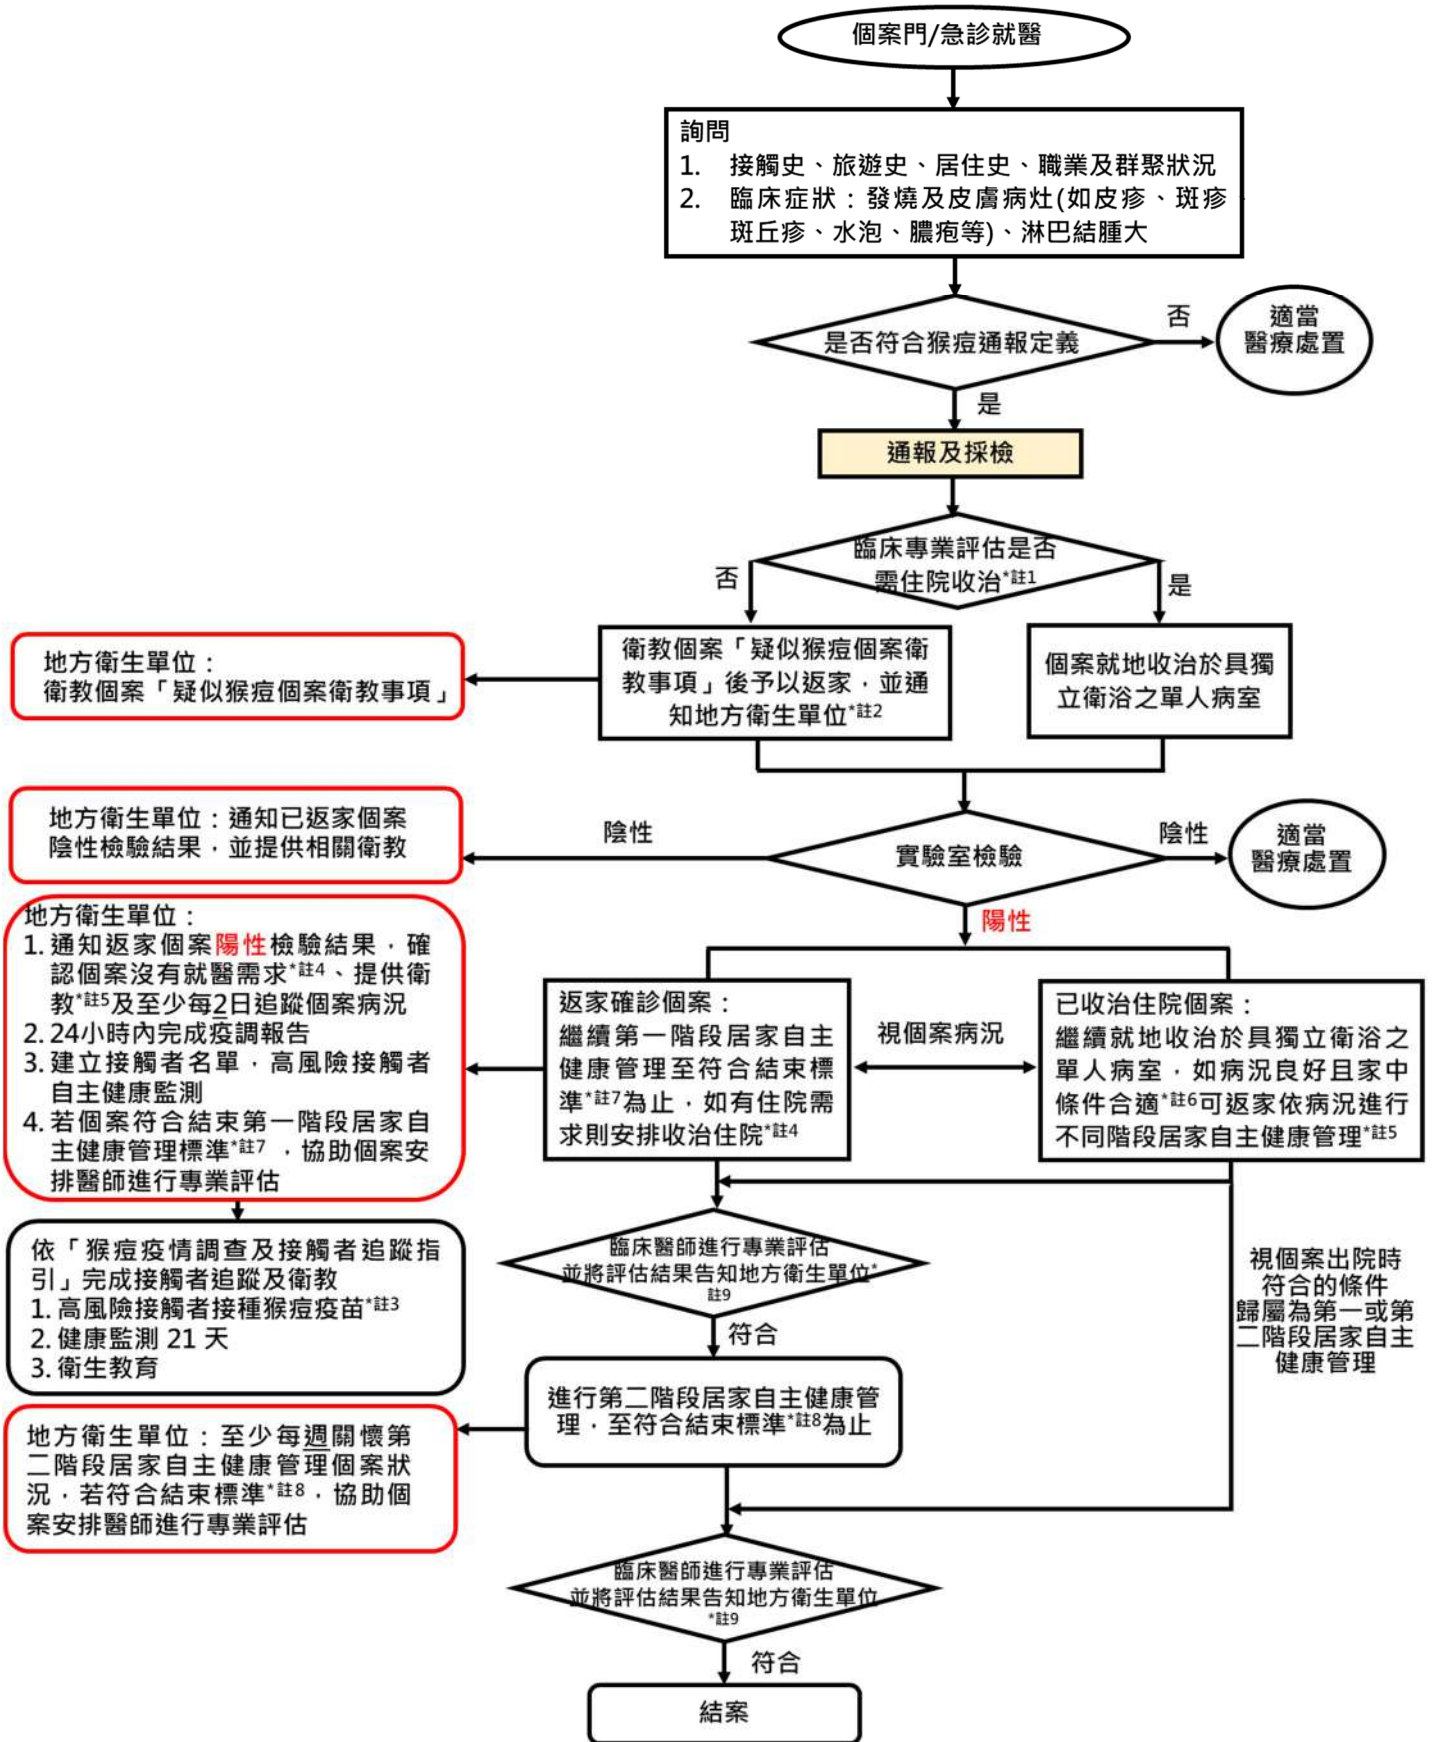 個案門/急診就醫
詢問
1. 接觸史、旅遊史、居住史、職業及群聚狀況
2. 臨床症狀：發燒及皮膚病灶(如皮疹、斑疹
斑丘疹、水泡、膿疱等)、淋巴結腫大
是否符合猴痘通報定義
否
適當
醫療處置
是
通報及採檢
臨床專業評估是否
需住院收治*註1
否
是
地方衛生單位：
衛教個案「疑似猴痘個案衛教事項」
衛教個案「疑似猴痘個案衛
教事項」後予以返家，並通
知地方衛生單位*註2
個案就地收治於具獨
立衛浴之單人病室
地方衛生單位：通知已返家個案
陰性檢驗結果，並提供相關衛教
陰性
實驗室檢驗
陰性
適當
醫療處置
陽性
地方衛生單位：
1. 通知返家個案陽性檢驗結果，確
認個案沒有就醫需求*註4、提供衛
教*註5及至少每2日追蹤個案病況
2. 24小時內完成疫調報告
3. 建立接觸者名單，高風險接觸者
自主健康監測
4. 若個案符合結束第一階段居家自
主健康管理標準*註7，協助個案安
排醫師進行專業評估
返家確診個案：
繼續第一階段居家自主
健康管理至符合結束標
準*註7為止，如有住院需
求則安排收治住院*註4
視個案病況
已收治住院個案：
繼續就地收治於具獨立衛浴之
單人病室，如病況良好且家中
條件合適*註6可返家依病況進行
不同階段居家自主健康管理*註5
依「猴痘疫情調查及接觸者追蹤指
引」完成接觸者追蹤及衛教
1. 高風險接觸者接種猴痘疫苗*註3
2. 健康監測 21 天
3. 衛生教育
臨床醫師進行專業評估
並將評估結果告知地方衛生單位*
註9
視個案出院時
符合的條件
歸屬為第一或第
二階段居家自主
健康管理
符合
進行第二階段居家自主健康管
理，至符合結束標準*註8為止
地方衛生單位：至少每週關懷第
二階段居家自主健康管理個案狀
況，若符合結束標準*註8，協助個
案安排醫師進行專業評估
臨床醫師進行專業評估
並將評估結果告知地方衛生單位
*註9
符合
結案